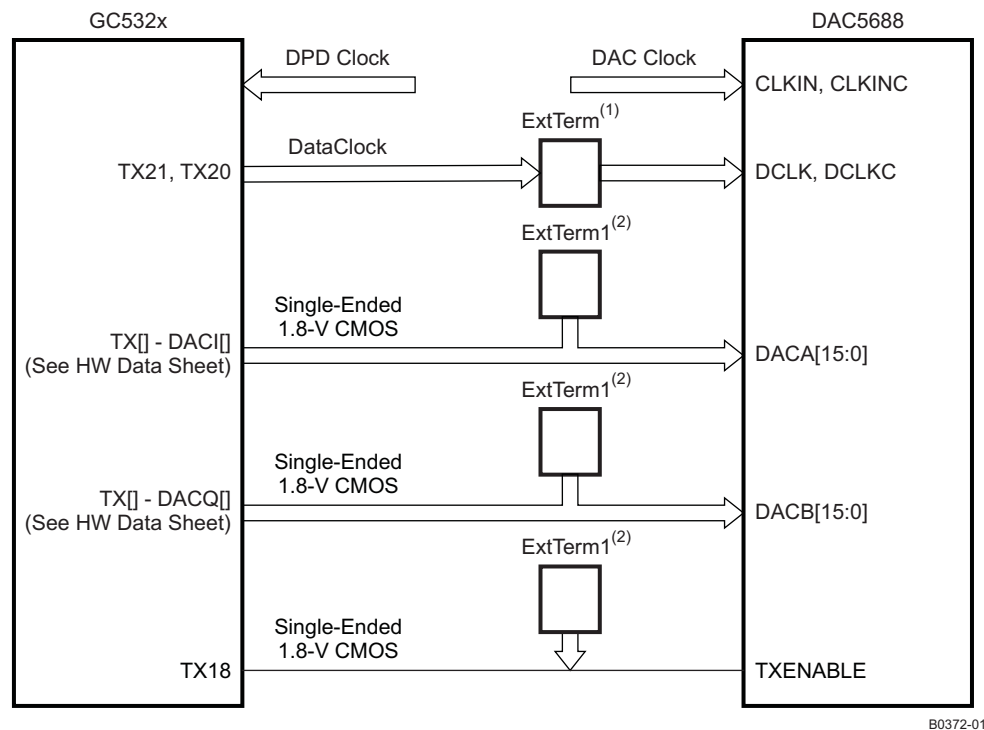 GC532x
DAC5688
DPD Clock
DAC Clock
CLKIN, CLKINC
ExtTerm(1)
DataClock
TX21, TX20
DCLK, DCLKC
ExtTerm1(2)
Single-Ended
1.8-V CMOS
TX[] - DACI[]
(See HW Data Sheet)
DACA[15:0]
ExtTerm1(2)
Single-Ended
1.8-V CMOS
TX[] - DACQ[]
(See HW Data Sheet)
DACB[15:0]
ExtTerm1(2)
Single-Ended
1.8-V CMOS
TX18
TXENABLE
B0372-01